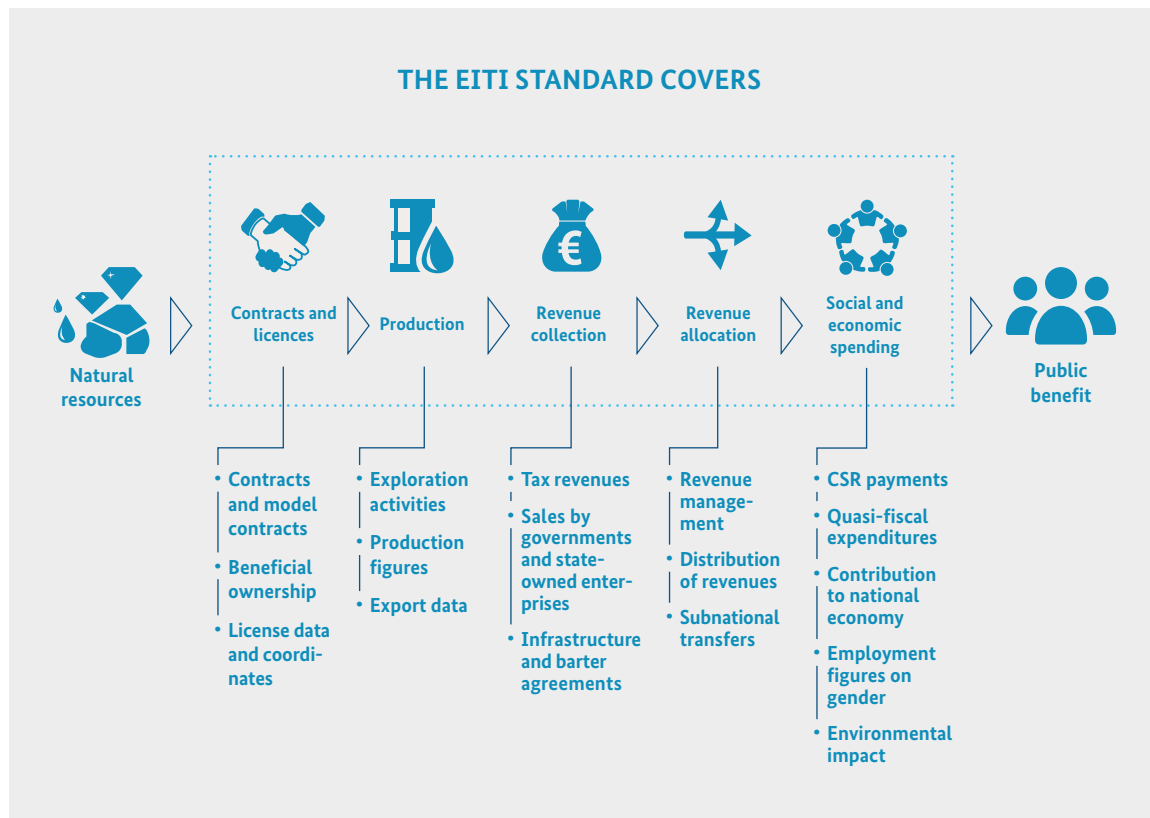 THE EITI STANDARD COVERS
Natural
resources
Contracts and
licences
Production
€
Revenue
collection
Revenue
allocation
Social and
economic
spending
Public
benefit
• Contracts
and model
contracts
• Beneficial
ownership
• License data
and coordi-
nates
• Exploration
activities
• Production
figures
• Export data
• Tax revenues
• Sales by
governments
and state-
owned enter-
prises
• Infrastructure
and barter
agreements
• Revenue
manage-
ment
• Distribution
of revenues
• Subnational
transfers
• CSR payments
• Quasi-fiscal
expenditures
• Contribution
to national
economy
• Employment
figures on
gender
• Environmental
impact